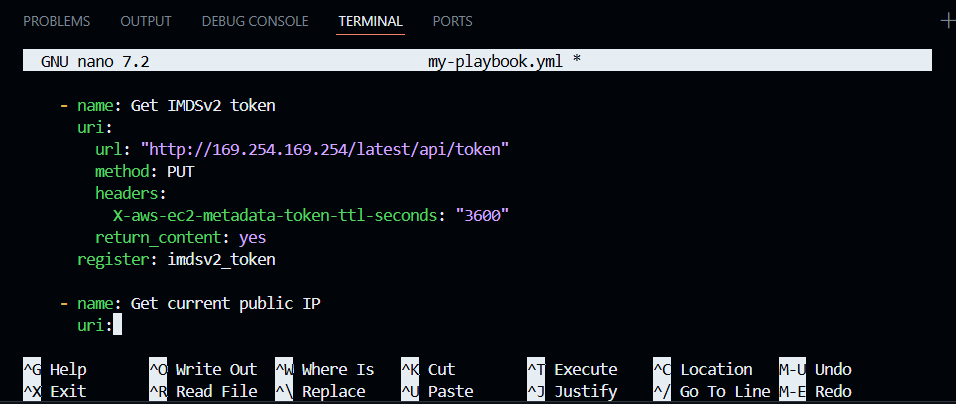 PROBLEMS OUTPUT DEBUG CONSOLE TERMINAL PORTS
GNU nano 7.2 my-playbook.yml *
- name: Get IMDSv2 token
uri:
url: "http://169.254.169.254/latest/api/token"
method: PUT
headers:
X-aws-ec2-metadata-token-ttl-seconds: "3600"
return_content: yes
register: imdsv2_token
- name: Get current public IP
uri:
^G Help ^O Write Out ^W Where Is ^K Cut ^T Execute ^C Location M-U Undo
^X Exit ^R Read File ^\ Replace ^U Paste ^J Justify ^/ Go To Line M-E Redo